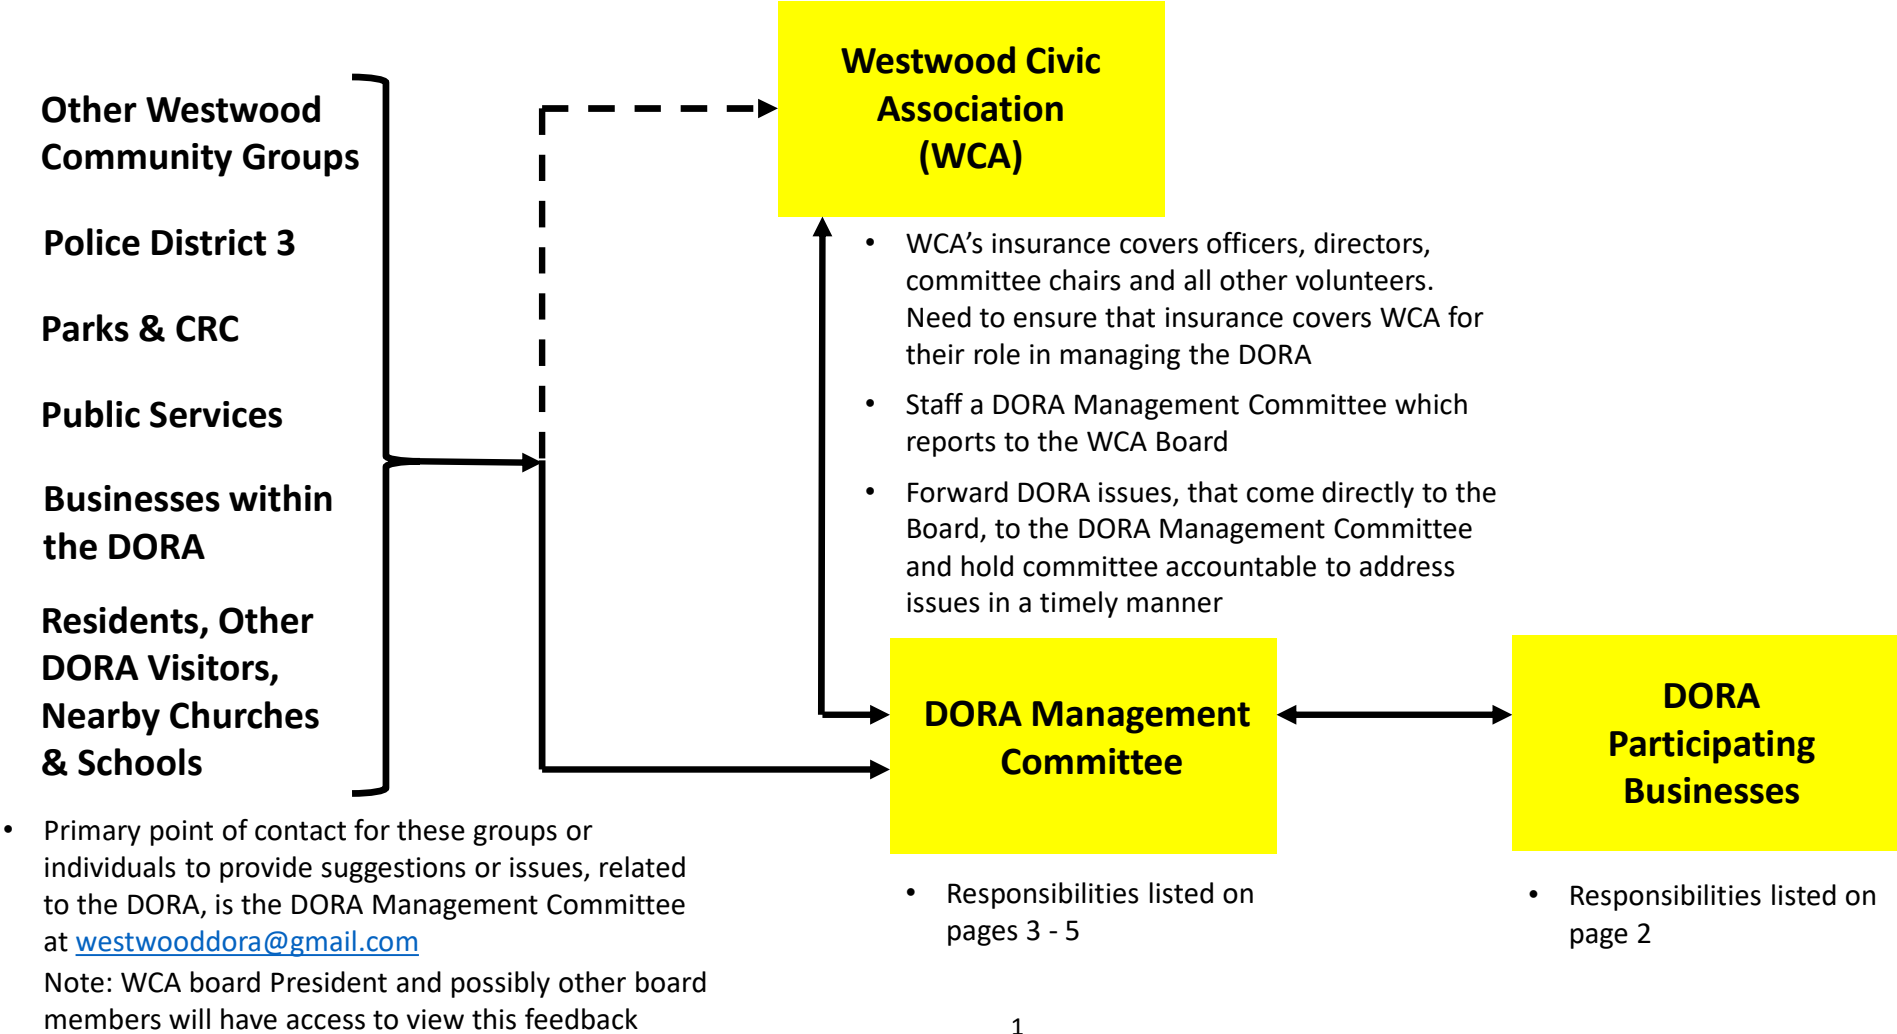 Other Westwood
Community Groups
Police District 3
Parks & CRC
Public Services
Businesses within
the DORA
Residents, Other
DORA Visitors,
Nearby Churches
& Schools
• Primary point of contact for these groups or
individuals to provide suggestions or issues, related
to the DORA, is the DORA Management Committee
at westwooddora@gmail.com
Note: WCA board President and possibly other board
members will have access to view this feedback
Westwood Civic
Association
(WCA)
• WCA’s insurance covers officers, directors,
committee chairs and all other volunteers.
Need to ensure that insurance covers WCA for
their role in managing the DORA
• Staff a DORA Management Committee which
reports to the WCA Board
• Forward DORA issues, that come directly to the
Board, to the DORA Management Committee
and hold committee accountable to address
issues in a timely manner
DORA Management
Committee
• Responsibilities listed on
pages 3 - 5
DORA
Participating
Businesses
• Responsibilities listed on
page 2
1